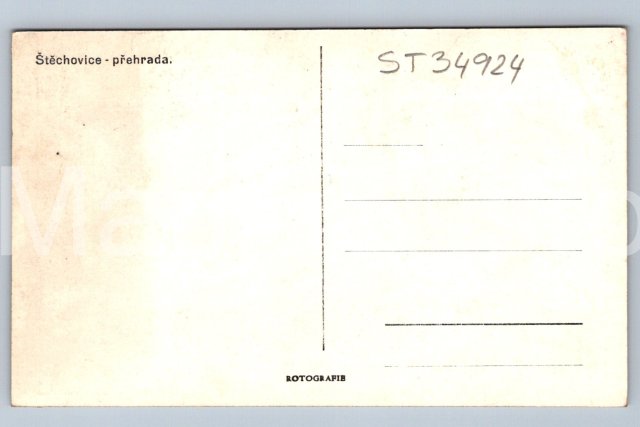 Štěchovice - přehrada.
ST34924
ROTOGRAFIE